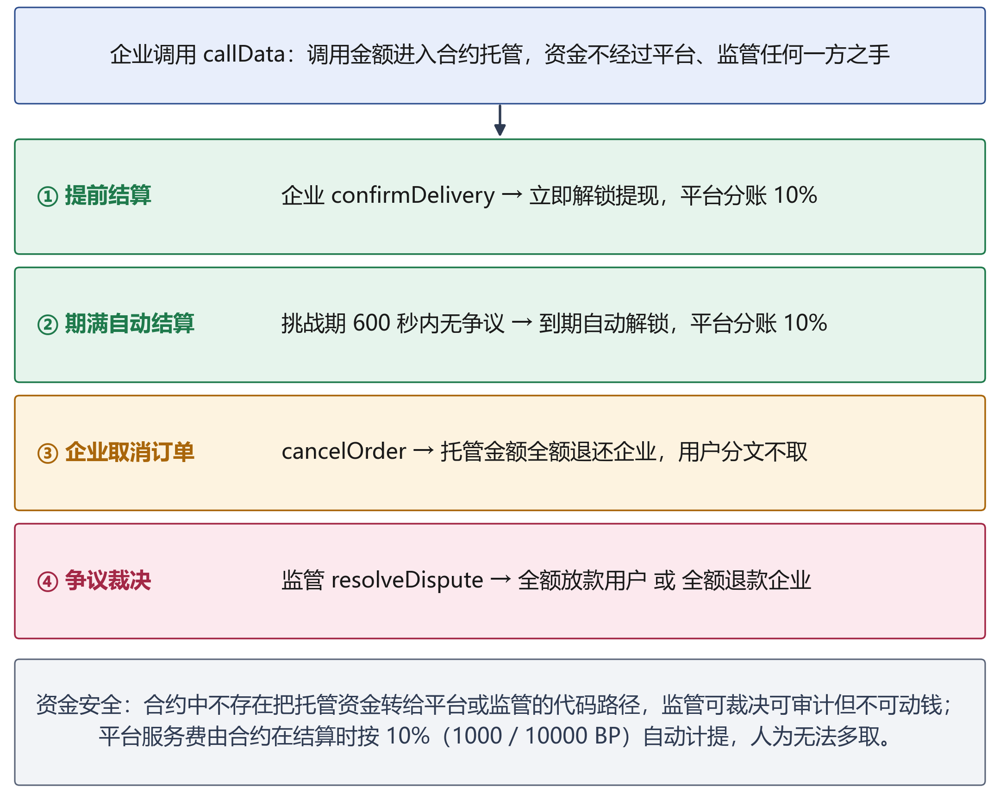 企业调用 callData：调用金额进入合约托管，资金不经过平台、监管任何一方之手
① 提前结算
企业 confirmDelivery → 立即解锁提现，平台分账 10%
② 期满自动结算
挑战期 600 秒内无争议 → 到期自动解锁，平台分账 10%
③ 企业取消订单
cancelOrder → 托管金额全额退还企业，用户分文不取
④ 争议裁决
监管 resolveDispute → 全额放款用户 或 全额退款企业
资金安全：合约中不存在把托管资金转给平台或监管的代码路径，监管可裁决可审计但不可动钱；
平台服务费由合约在结算时按 10%（1000 / 10000 BP）自动计提，人为无法多取。